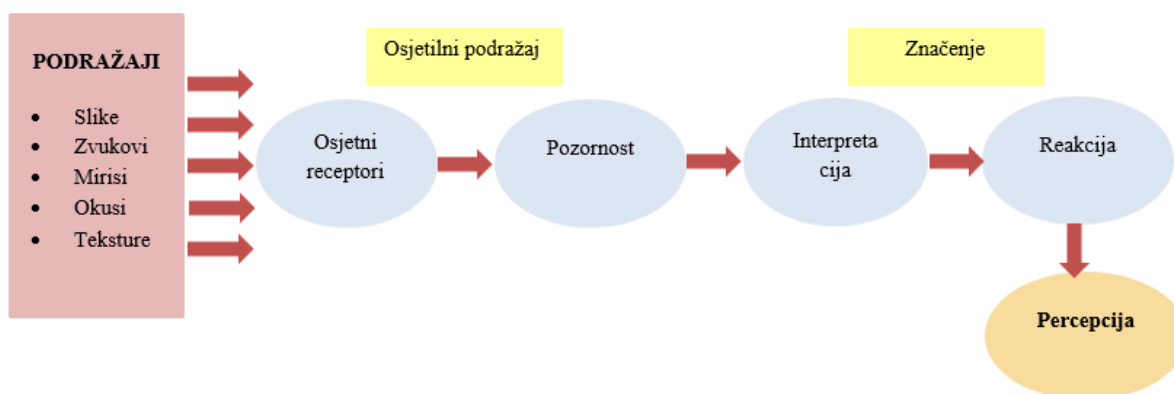 PODRAŽAJI
• Slike
• Zvukovi
• Mirisi
• Okusi
• Teksture
Osjetilni podražaj
Značenje
Osjetni
receptori
Pozornost
Interpreta
cija
Reakcija
Percepcija